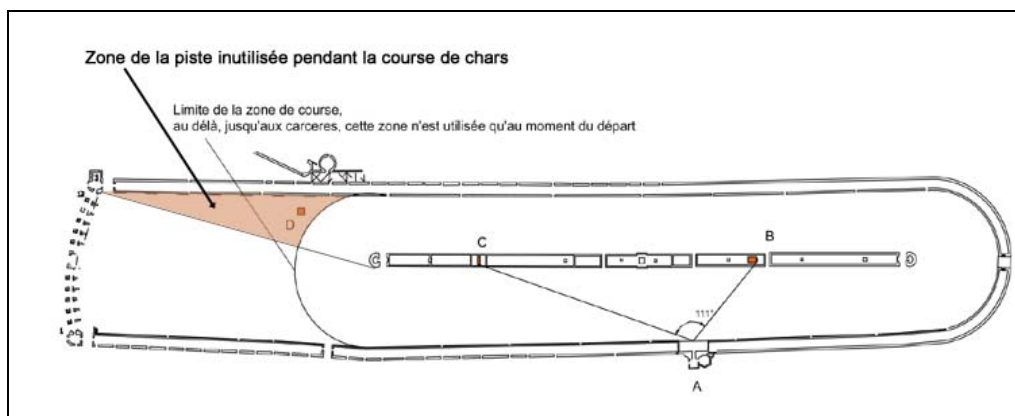 Zone de la piste inutilisée pendant la course de chars
Limite de la zone de course,
au délà, jusqu'aux carceres, cette zone n'est utilisée qu'au moment du départ
D
C
B
111°
A